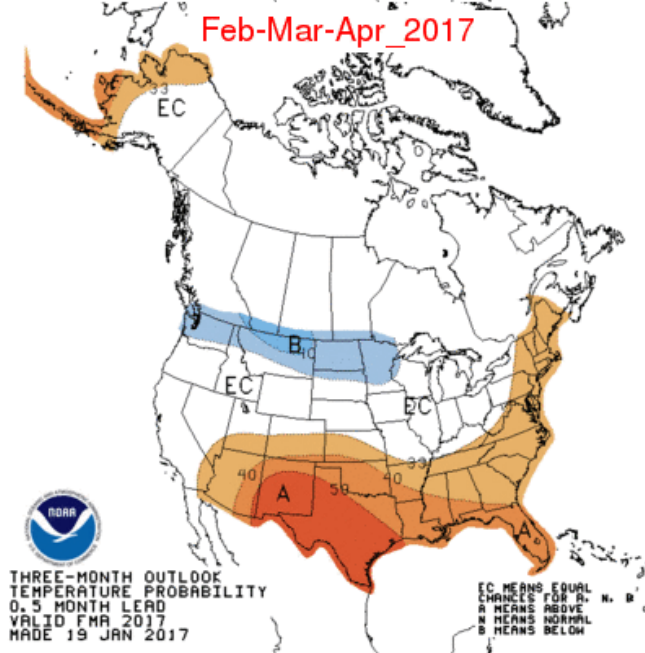 Feb-Mar-Apr_2017
33
EC
B
40
EC
EC
33
40
50
40
A
A
NOAA
THREE-MONTH OUTLOOK
TEMPERATURE PROBABILITY
0.5 MONTH LEAD
VALID FMA 2017
MADE 19 JAN 2017
EC MEANS EQUAL
CHANCES FOR A, N, B
A MEANS ABOVE
N MEANS NORMAL
B MEANS BELOW